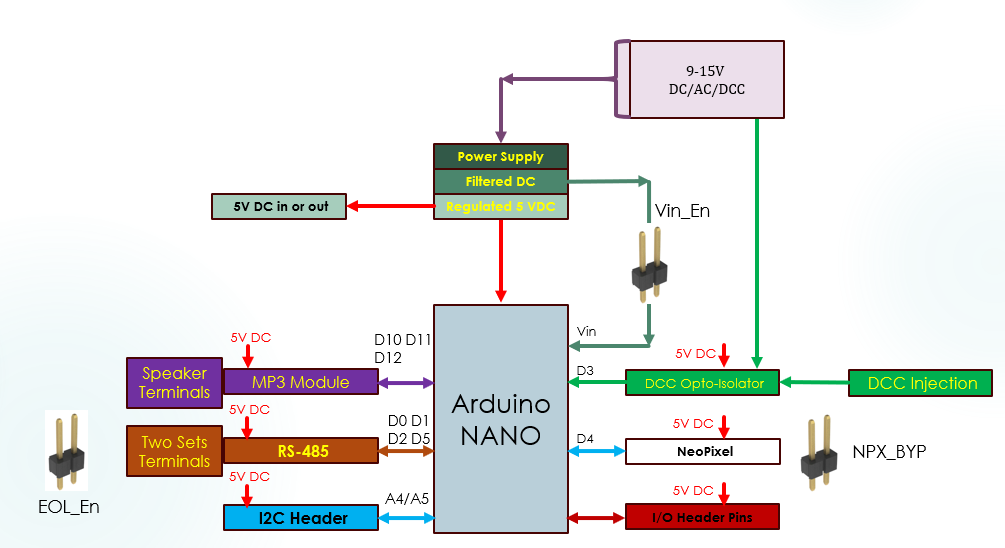 9-15V
DC/AC/DCC
Power Supply
Filtered DC
5V DC in or out
Regulated 5 VDC
Vin_En
Vin
D10 D11
D12
5V DC
Speaker
Terminals
MP3 Module
D3
5V DC
DCC Opto-Isolator
DCC Injection
Arduino
NANO
5V DC
D0 D1
D2 D5
Two Sets
Terminals
RS-485
D4
5V DC
NeoPixel
NPX_BYP
EOL_En
5V DC
A4/A5
I2C Header
5V DC
I/O Header Pins